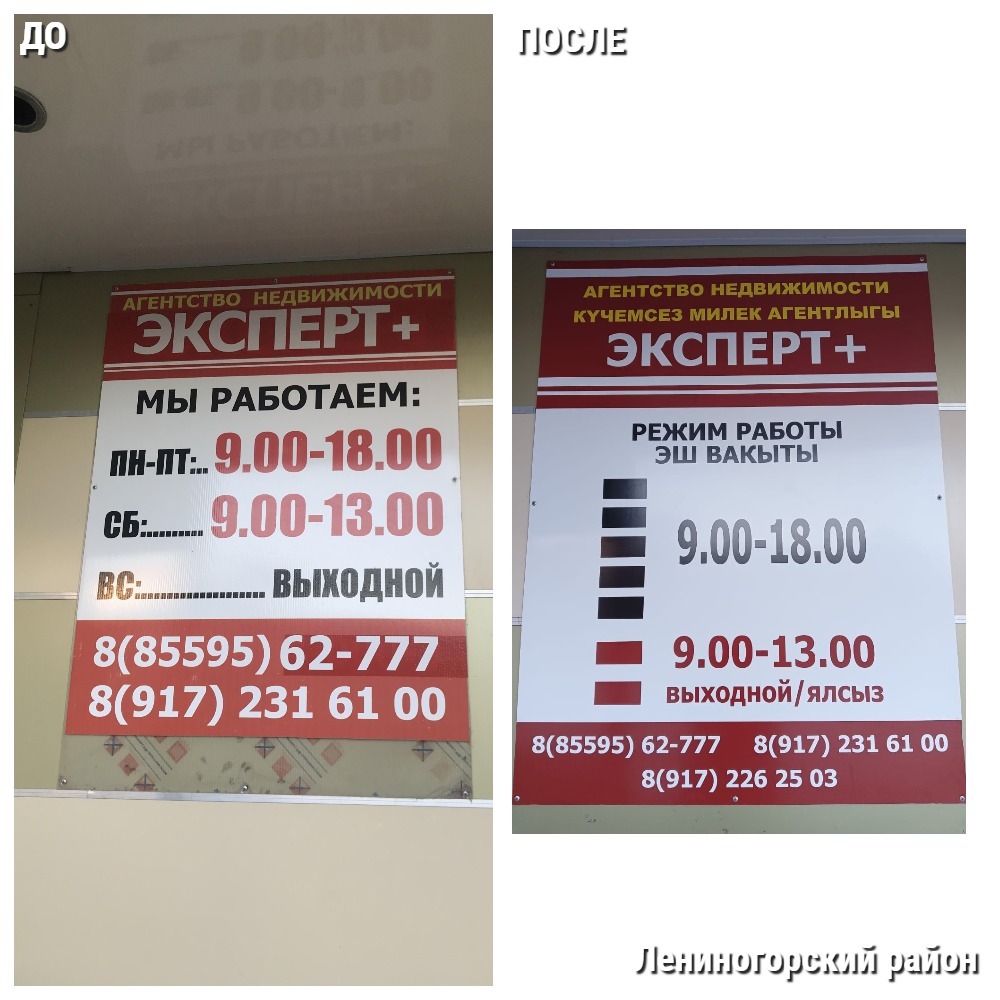 ДО
АГЕНТСТВО НЕДВИЖИМОСТИ
ЭКСПЕРТ+
МЫ РАБОТАЕМ:
ПН-ПТ:.. 9.00-18.00
СБ:......... 9.00-13.00
ВС:..................... ВЫХОДНОЙ
8(85595) 62-777
8(917) 231 61 00
ПОСЛЕ
АГЕНТСТВО НЕДВИЖИМОСТИ
КҮЧЕМСЕЗ МИЛЕК АГЕНТЛЫГЫ
ЭКСПЕРТ+
РЕЖИМ РАБОТЫ
ЭШ ВАКЫТЫ
9.00-18.00
9.00-13.00
ВЫХОДНОЙ/ЯЛСЫЗ
8(85595) 62-777 8(917) 231 61 00
8(917) 226 25 03
Лениногорский район